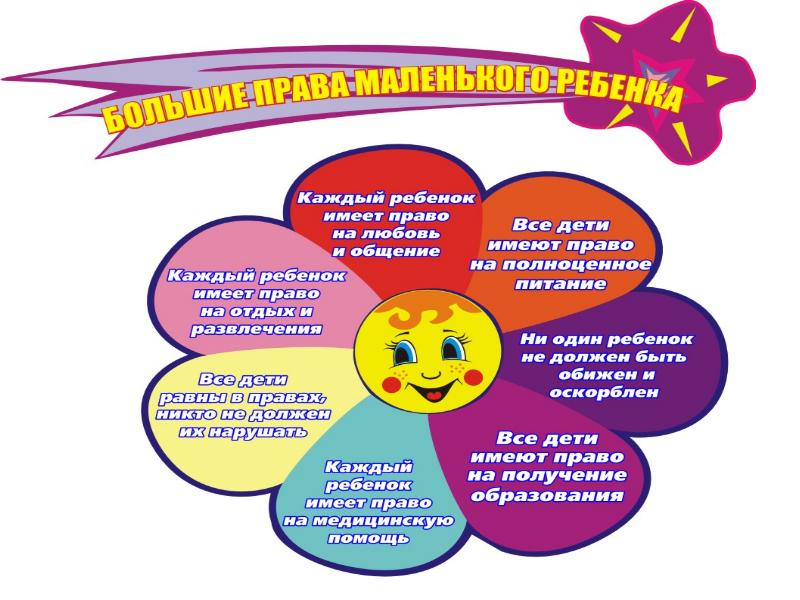 БОЛЬШИЕ ПРАВА МАЛЕНЬКОГО РЕБЕНКА
Каждый ребенок
имеет право
на любовь
и общение
Все дети
имеют право
на полноценное
питание
Ни один ребенок
не должен быть
обижен и
оскорблен
Все дети
имеют право
на получение
образования
Каждый
ребенок
имеет право
на медицинскую
помощь
Все дети
равны в правах,
никто не должен
их нарушать
Каждый ребенок
имеет право
на отдых и
развлечения